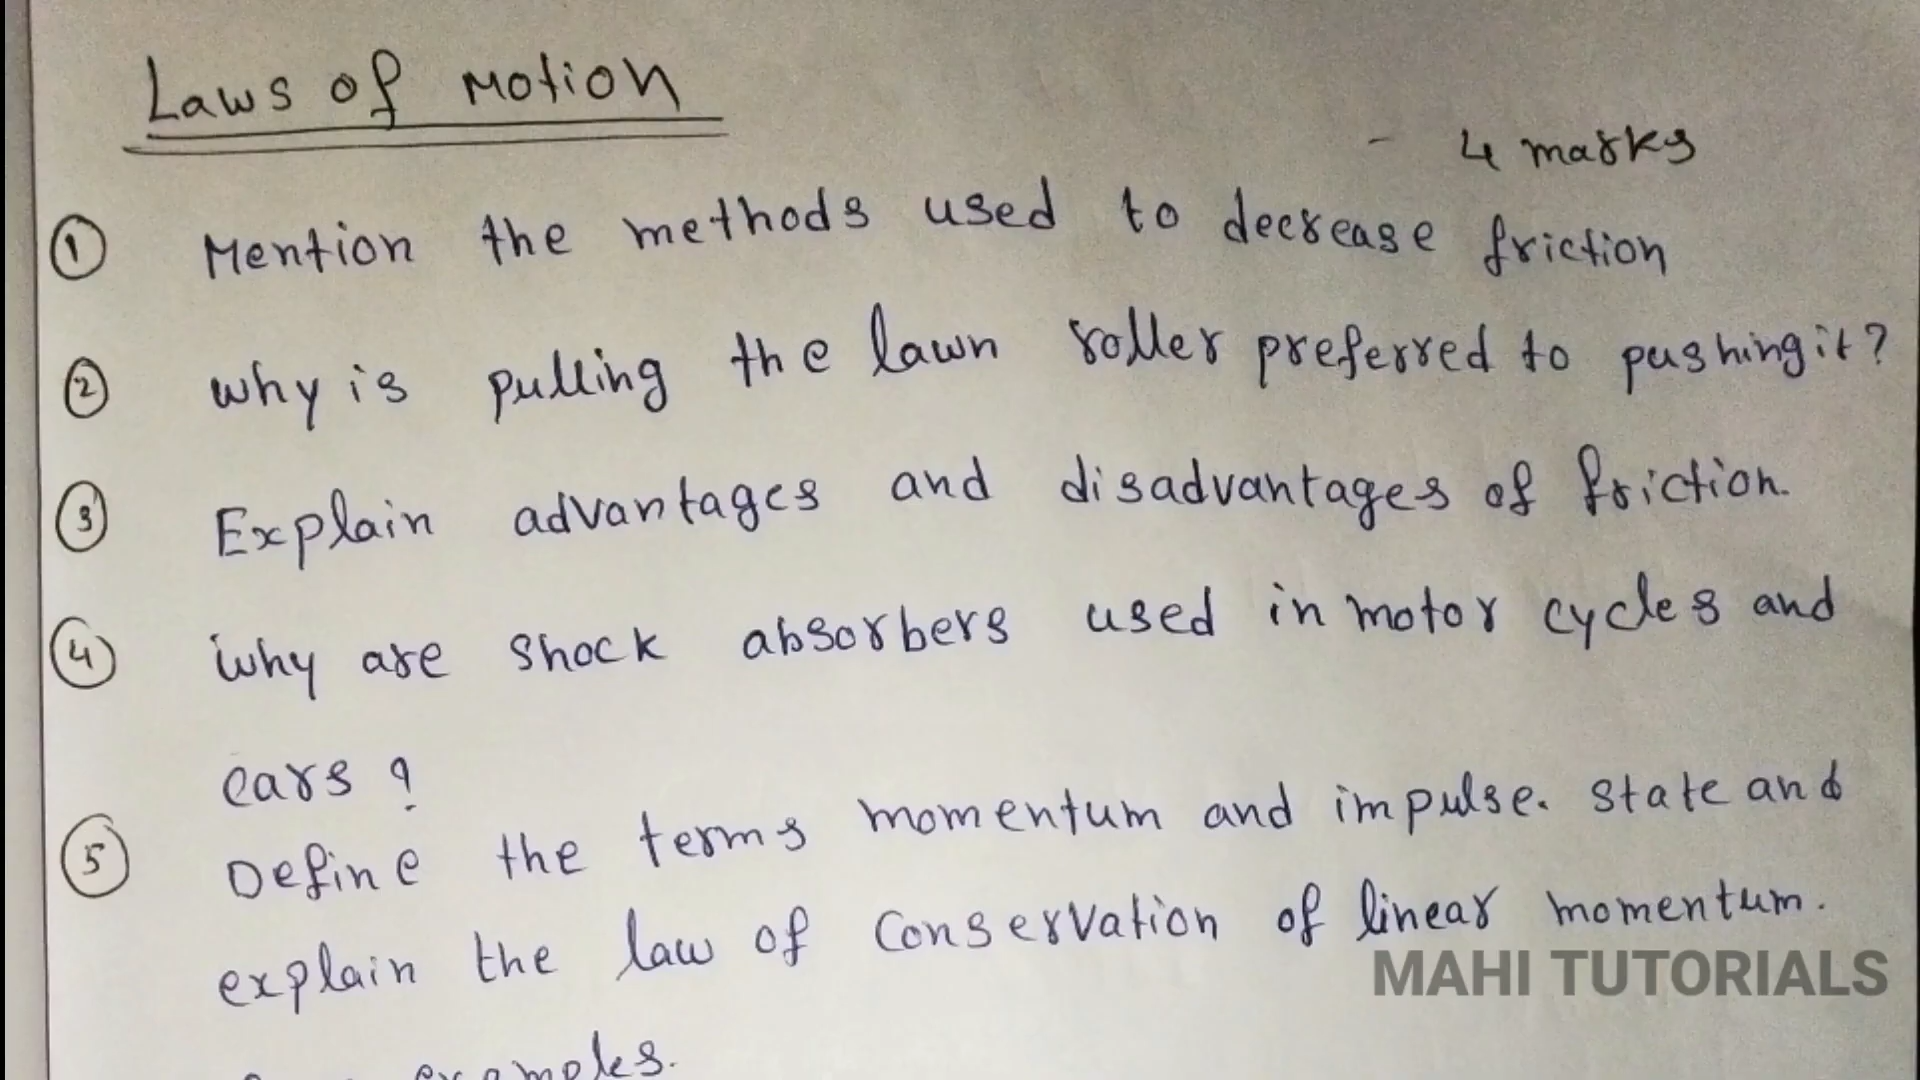 Laws of Motion
- 4 marks
① Mention the methods used to decrease friction
② why is pulling the lawn roller preferred to pushing it?
③ Explain advantages and disadvantages of friction.
④ why are shock absorbers used in motor cycles and
cars ?
⑤ Define the terms momentum and impulse. state and
explain the law of conservation of linear momentum.
examples.
MAHI TUTORIALS